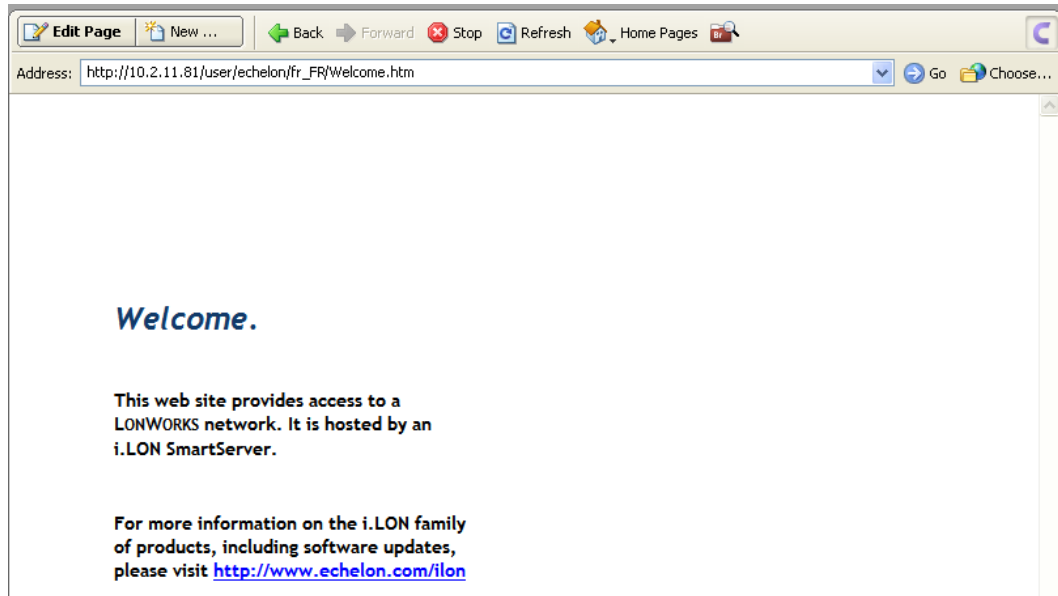 Edit Page New ... Back Forward Stop Refresh Home Pages
Address: http://10.2.11.81/user/echelon/fr_FR/Welcome.htm Go Choose...
Welcome.
This web site provides access to a
LONWORKS network. It is hosted by an
i.LON SmartServer.
For more information on the i.LON family
of products, including software updates,
please visit http://www.echelon.com/ilon